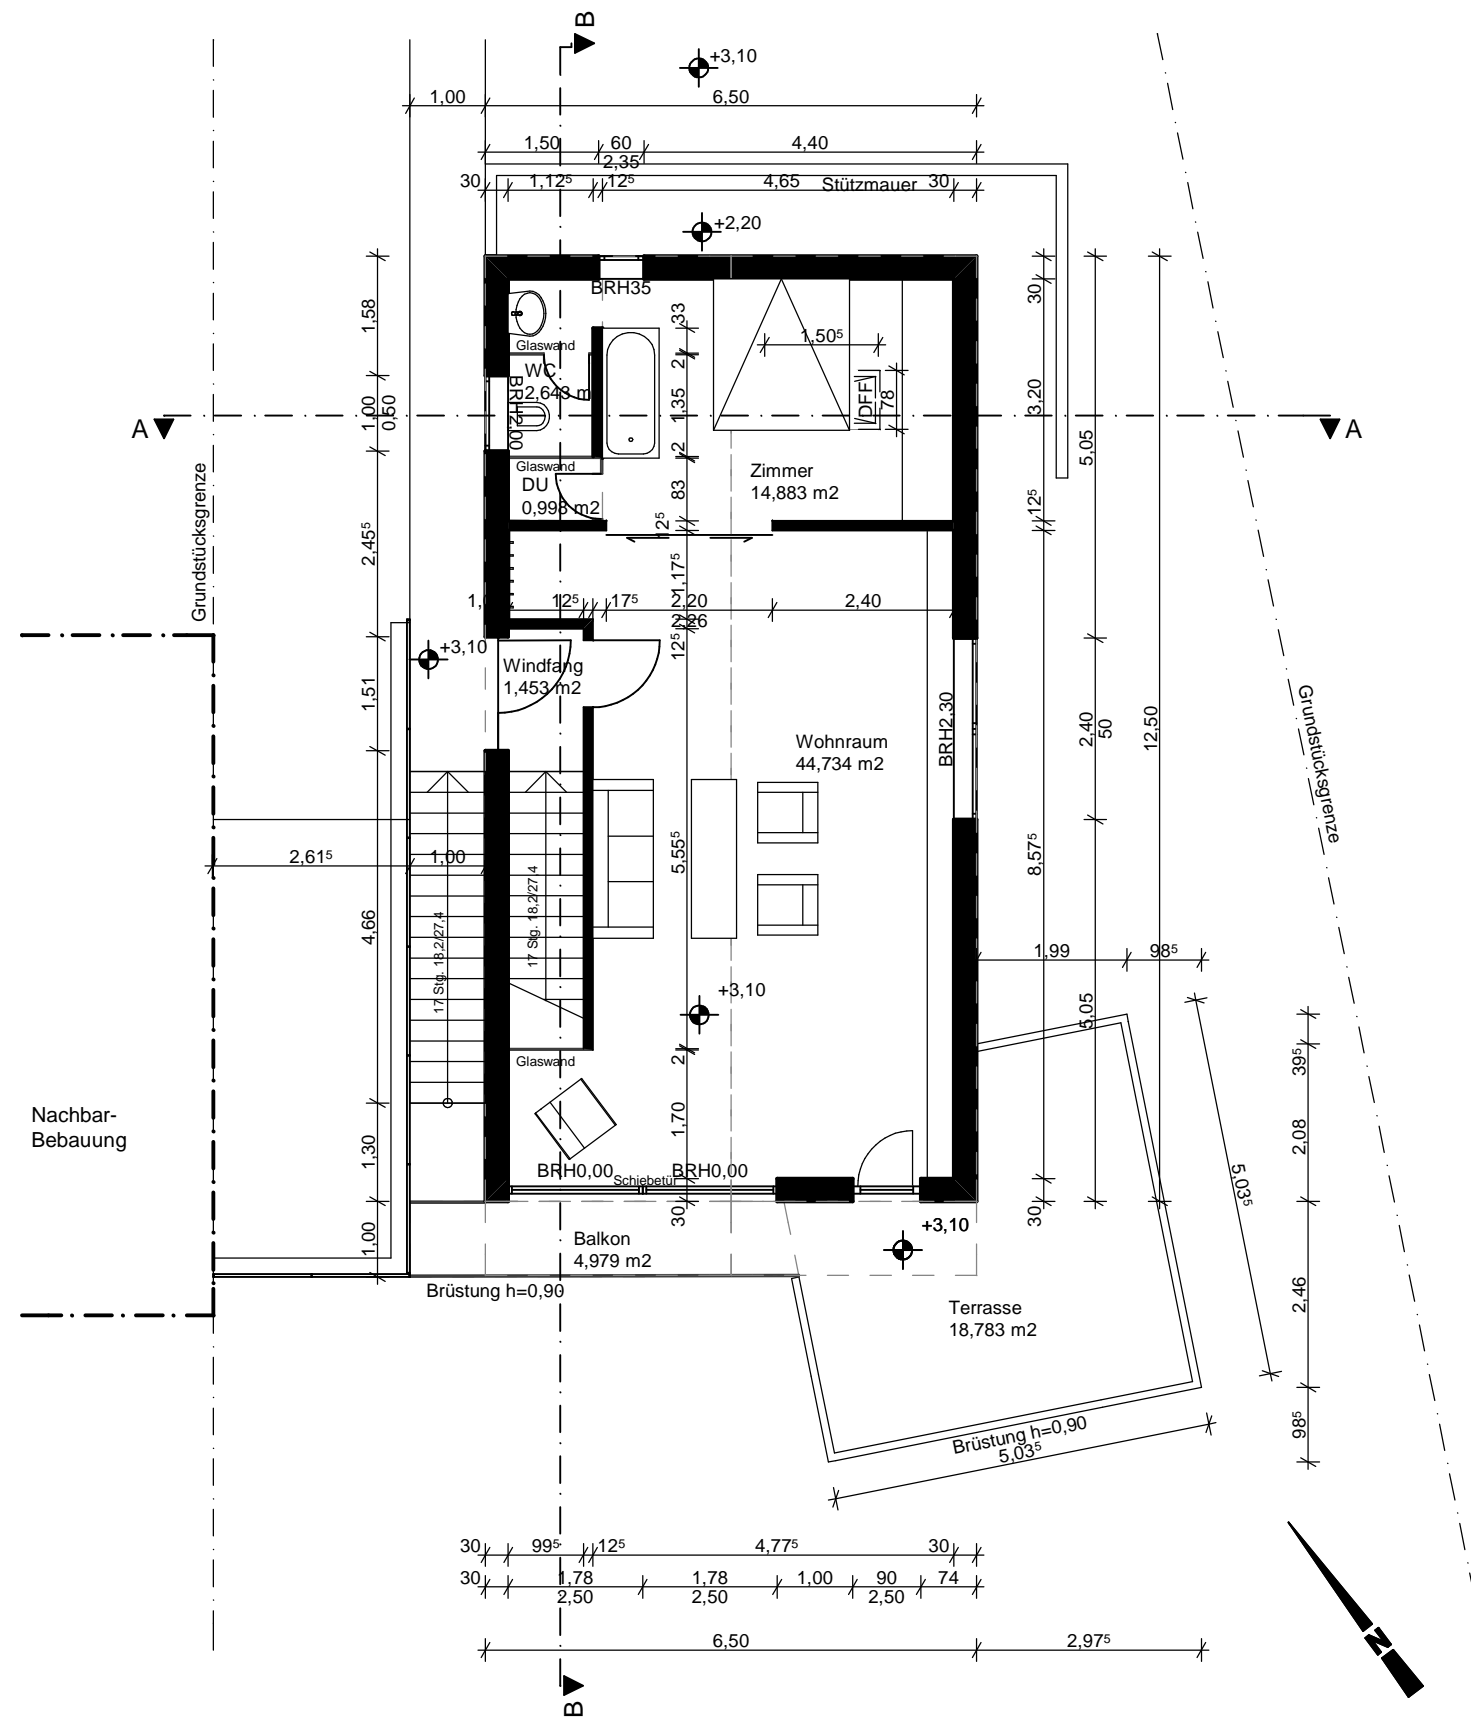 B
+3,10
1,00
6,50
1,50
60
4,40
2,35
30
1,12⁵
12⁵
4,65
Stützmauer
30
+2,20
BRH35
1,58
33
30
Glaswand
1,50⁵
WC
2
2,643 m
BRH2.00
1,00
0,50
1,35
DFF
78
3,20
A
A
5,05
Glaswand
2
DU
0,998 m2
Zimmer
14,883 m2
83
12⁵
Grundstücksgrenze
2,45⁵
12⁵
1,17⁵
12⁵
17⁵
2,20
2,26
2,40
12⁵
+3,10
Windfang
1,453 m2
1,51
BRH2,30
2,40
50
12,50
Grundstücksgrenze
Wohnraum
44,734 m2
2,61⁵
1,00
5,55⁵
8,57⁵
17 Stg. 18,2/27,4
17 Stg. 18,2/27,4
4,66
1,99
98⁵
+3,10
5,05
Glaswand
2
39⁵
Nachbar-
Bebauung
1,30
1,70
2,08
5,03⁵
BRH0,00
Schiebetür
BRH0,00
30
30
1,00
Balkon
4,979 m2
+3,10
Brüstung h=0,90
Terrasse
18,783 m2
2,46
Brüstung h=0,90
5,03⁵
98⁵
30
99⁵
12⁵
4,77⁵
30
30
1,78
1,78
1,00
90
74
2,50
2,50
2,50
6,50
2,97⁵
N
B